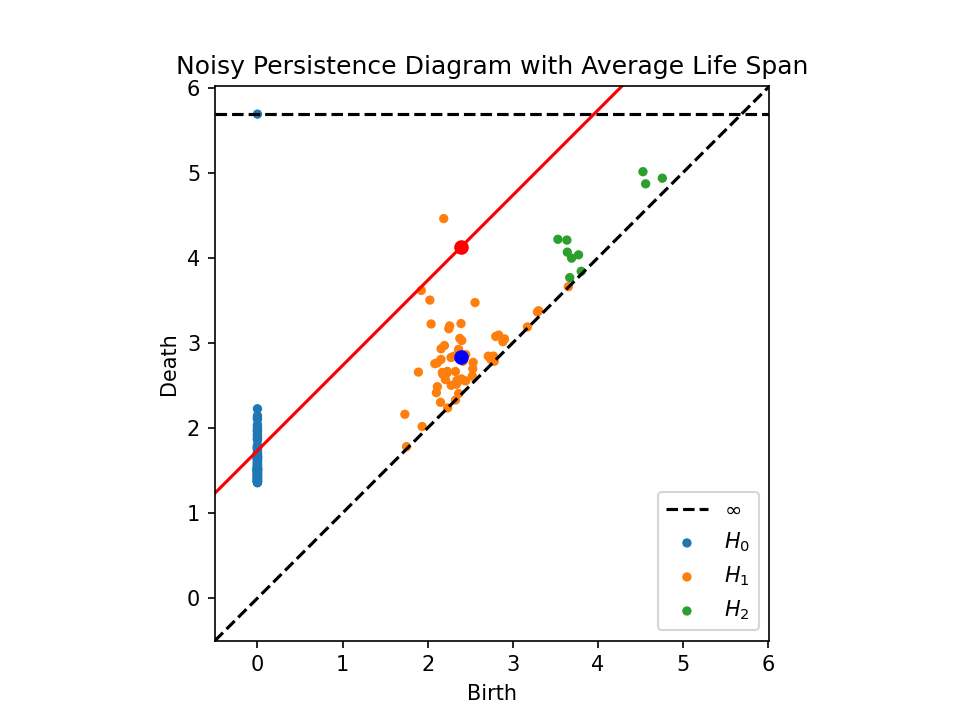 Noisy Persistence Diagram with Average Life Span
6
5
4
3
2
1
0
Death
∞
H₀
H₁
H₂
0 1 2 3 4 5 6
Birth